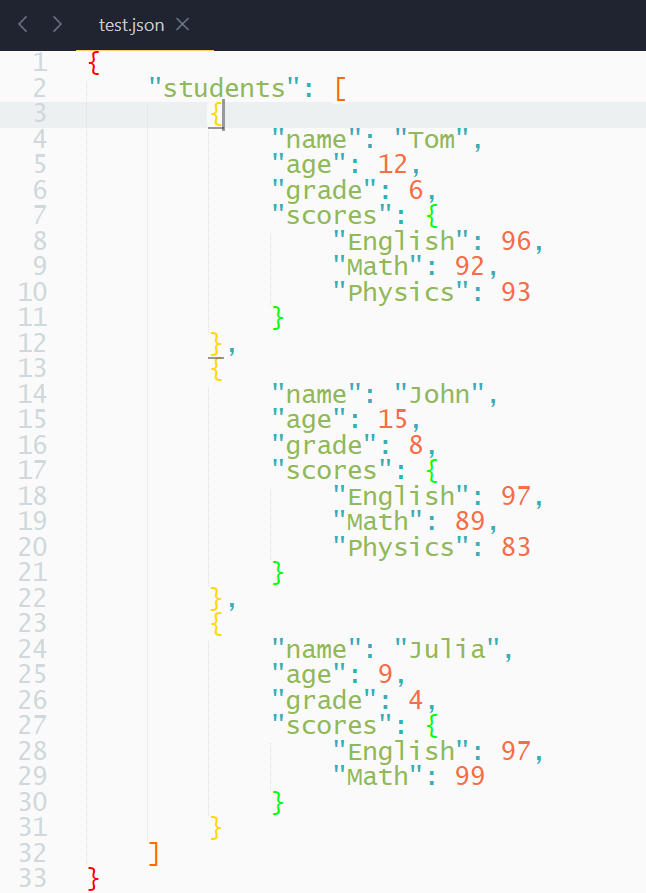 test.json
1 {
2     "students": [
3         {
4             "name": "Tom",
5             "age": 12,
6             "grade": 6,
7             "scores": {
8                 "English": 96,
9                 "Math": 92,
10                 "Physics": 93
11             }
12         },
13         {
14             "name": "John",
15             "age": 15,
16             "grade": 8,
17             "scores": {
18                 "English": 97,
19                 "Math": 89,
20                 "Physics": 83
21             }
22         },
23         {
24             "name": "Julia",
25             "age": 9,
26             "grade": 4,
27             "scores": {
28                 "English": 97,
29                 "Math": 99
30             }
31         }
32     ]
33 }